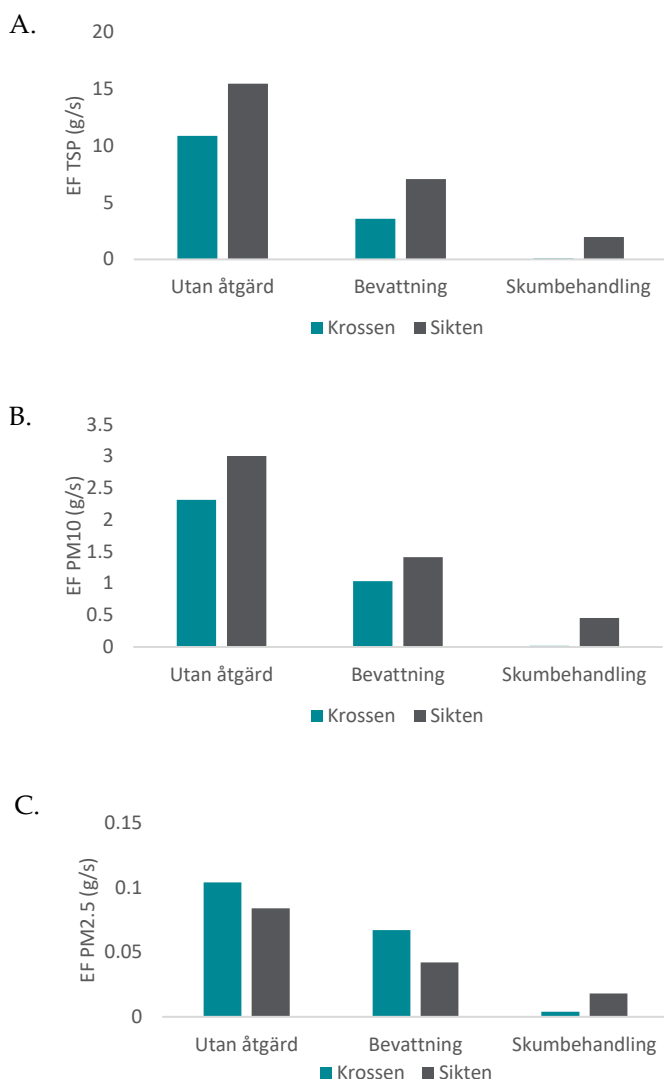 A.
20
15
10
5
0
EF TSP (g/s)
Utan åtgärd Bevattning Skumbehandling
Krossen Sikten
B.
3.5
3
2.5
2
1.5
1
0.5
0
EF PM10 (g/s)
Utan åtgärd Bevattning Skumbehandling
Krossen Sikten
C.
0.15
0.1
0.05
0
EF PM2.5 (g/s)
Utan åtgärd Bevattning Skumbehandling
Krossen Sikten